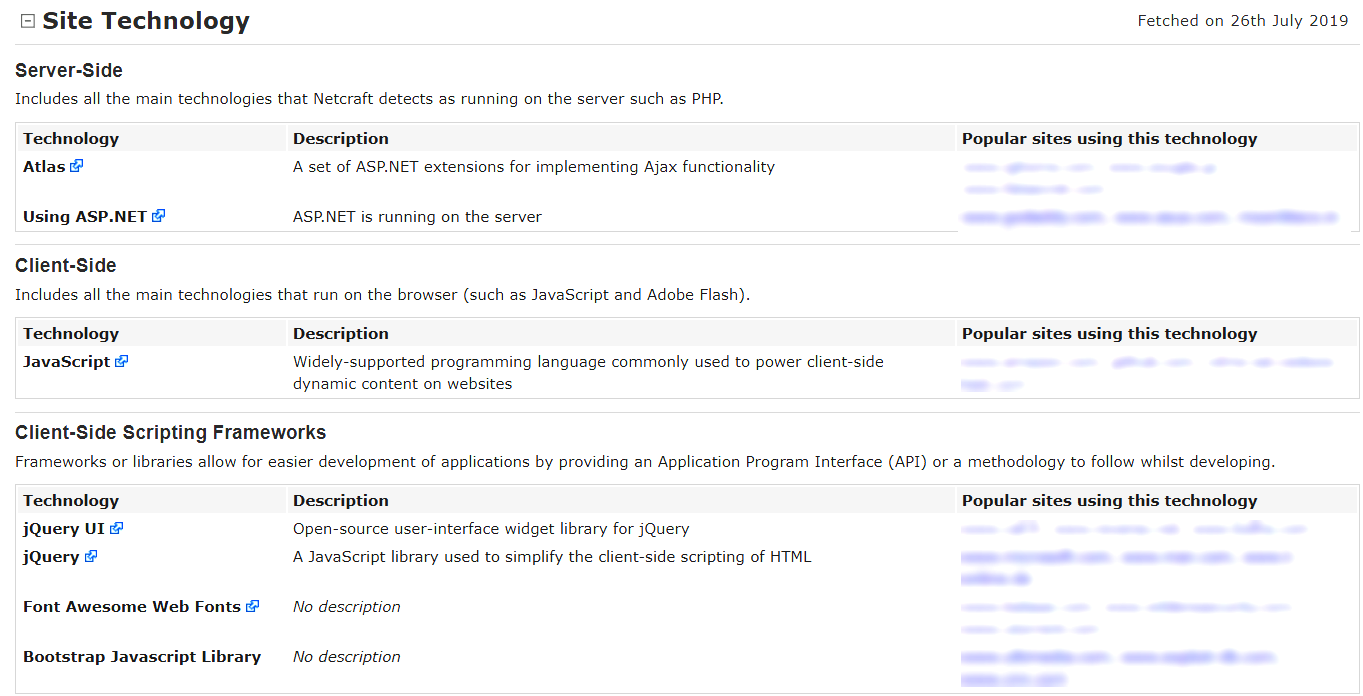 Site Technology
Fetched on 26th July 2019
Server-Side
Includes all the main technologies that Netcraft detects as running on the server such as PHP.
Technology Description Popular sites using this technology
Atlas A set of ASP.NET extensions for implementing Ajax functionality
Using ASP.NET ASP.NET is running on the server
Client-Side
Includes all the main technologies that run on the browser (such as JavaScript and Adobe Flash).
Technology Description Popular sites using this technology
JavaScript Widely-supported programming language commonly used to power client-side
dynamic content on websites
Client-Side Scripting Frameworks
Frameworks or libraries allow for easier development of applications by providing an Application Program Interface (API) or a methodology to follow whilst developing.
Technology Description Popular sites using this technology
jQuery UI Open-source user-interface widget library for jQuery
jQuery A JavaScript library used to simplify the client-side scripting of HTML
Font Awesome Web Fonts No description
Bootstrap Javascript Library No description